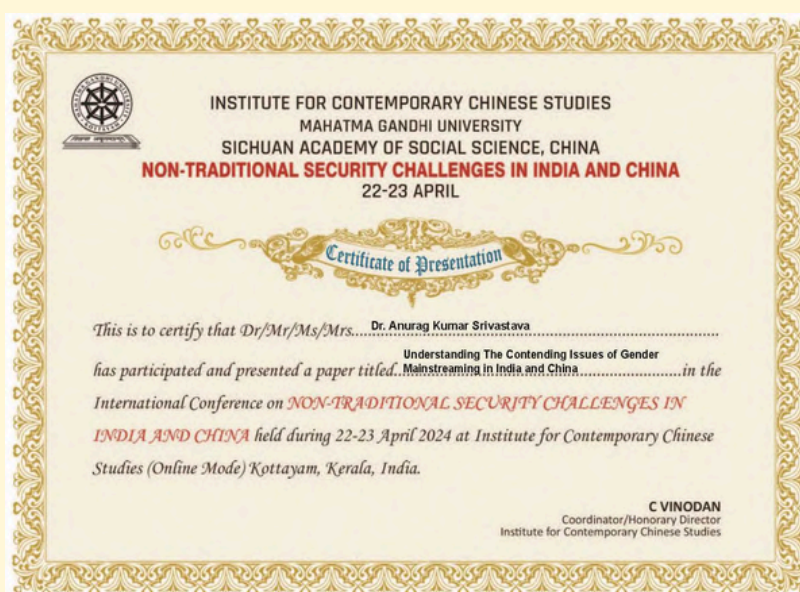 INSTITUTE FOR CONTEMPORARY CHINESE STUDIES
MAHATMA GANDHI UNIVERSITY
SICHUAN ACADEMY OF SOCIAL SCIENCE, CHINA
NON-TRADITIONAL SECURITY CHALLENGES IN INDIA AND CHINA
22-23 APRIL
Certificate of Presentation
This is to certify that Dr/Mr/Ms/Mrs... Dr. Anurag Kumar Srivastava
has participated and presented a paper titled... Understanding The Contending Issues of Gender
Mainstreaming in India and China ... in the
International Conference on NON-TRADITIONAL SECURITY CHALLENGES IN
INDIA AND CHINA held during 22-23 April 2024 at Institute for Contemporary Chinese
Studies (Online Mode) Kottayam, Kerala, India.
C VINODAN
Coordinator/Honorary Director
Institute for Contemporary Chinese Studies